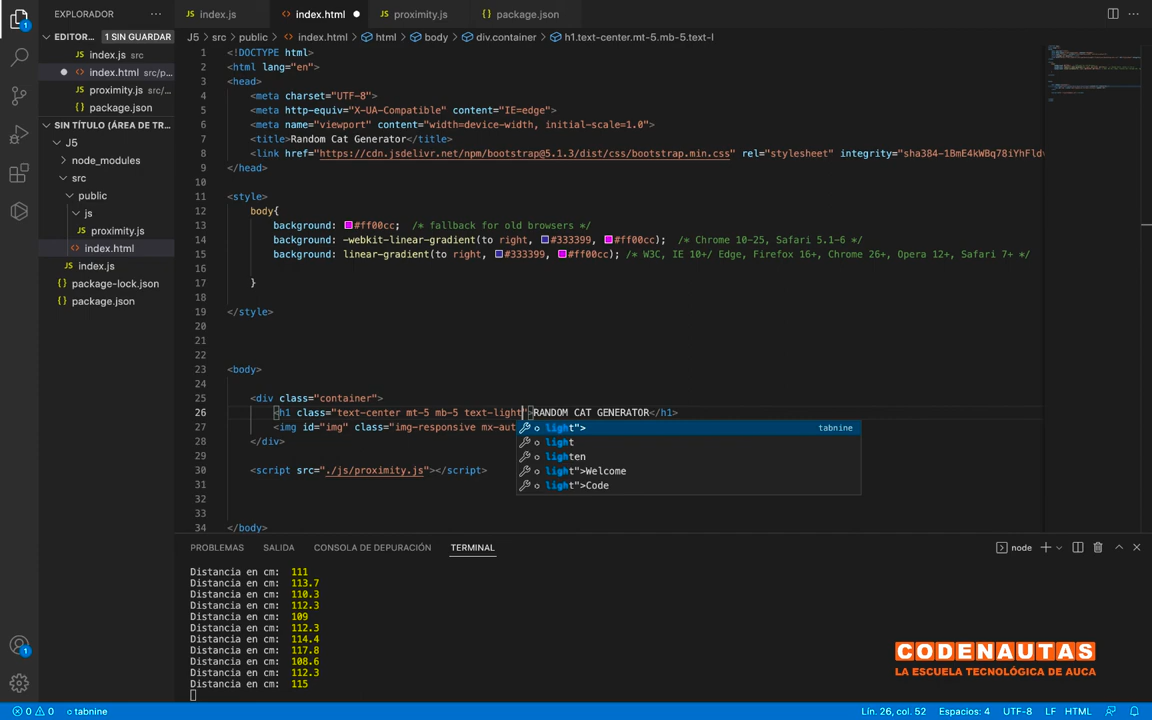 EXPLORADOR
index.js
index.html
proximity.js
package.json
EDITOR... 1 SIN GUARDAR
J5 > src > public > index.html > html > body > div.container > h1.text-center.mt-5.mb-5.text-l
index.js src
index.html src/p...
proximity.js src/...
package.json
SIN TÍTULO (ÁREA DE TR...
J5
node_modules
src
public
js
proximity.js
index.html
index.js
package-lock.json
package.json
1 <!DOCTYPE html>
2 <html lang="en">
3 <head>
4 <meta charset="UTF-8">
5 <meta http-equiv="X-UA-Compatible" content="IE=edge">
6 <meta name="viewport" content="width=device-width, initial-scale=1.0">
7 <title>Random Cat Generator</title>
8 <link href="https://cdn.jsdelivr.net/npm/bootstrap@5.1.3/dist/css/bootstrap.min.css" rel="stylesheet" integrity="sha384-1BmE4kWBq78iYhFldv
9 </head>
10
11 <style>
12 body{
13 background: #ff00cc; /* fallback for old browsers */
14 background: -webkit-linear-gradient(to right, #333399, #ff00cc); /* Chrome 10-25, Safari 5.1-6 */
15 background: linear-gradient(to right, #333399, #ff00cc); /* W3C, IE 10+/ Edge, Firefox 16+, Chrome 26+, Opera 12+, Safari 7+ */
16
17 }
18
19 </style>
20
21
22
23 <body>
24
25 <div class="container">
26 <h1 class="text-center mt-5 mb-5 text-light">RANDOM CAT GENERATOR</h1>
27 <img id="img" class="img-responsive mx-aut
28 </div>
29
30 <script src="./js/proximity.js"></script>
31
32
33
34 </body>
light"> tabnine
light
lighten
light">Welcome
light">Code
PROBLEMAS SALIDA CONSOLA DE DEPURACIÓN TERMINAL node
Distancia en cm: 111
Distancia en cm: 113.7
Distancia en cm: 110.3
Distancia en cm: 112.3
Distancia en cm: 109
Distancia en cm: 112.3
Distancia en cm: 114.4
Distancia en cm: 117.8
Distancia en cm: 108.6
Distancia en cm: 112.3
Distancia en cm: 115
CODENAUTAS
LA ESCUELA TECNOLÓGICA DE AUCA
0 0 tabnine Lín. 26, col. 52 Espacios: 4 UTF-8 LF HTML